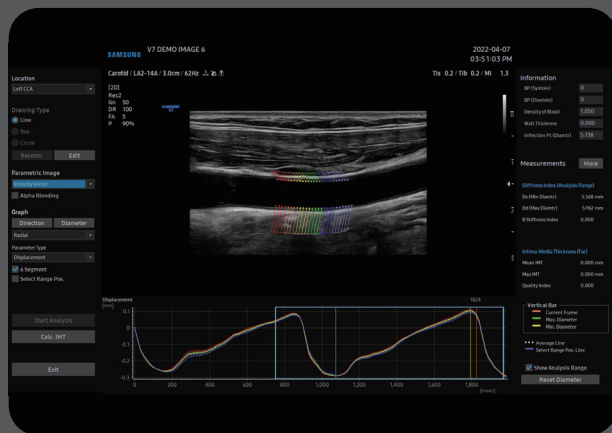 SAMSUNG
V7 DEMO IMAGE 6
2022-04-07
03:51:03 PM
Carotid / LA2-14A / 3.0cm / 62Hz
TIs 0.2 / TIb 0.2 / MI 1.3
[2D]
Res2
Gn 50
DR 100
FA 5
P 90%
SAMSUNG
V7
Location
Left CCA
Drawing Type
Line
Box
Circle
Records
Edit
Parametric Image
VelocityVector
Alpha Blending
Graph
Direction
Diameter
Radial
Parameter Type
Displacement
6 Segment
Select Range Pos.
Start Analysis
Calc. IMT
Exit
Information
BP (Systole) 0
BP (Diastole) 0
Density of Blood 1.050
Wall Thickness 0.000
Inflection Pt (Diamtr) 5.738
Measurements
More
Stiffness Index (Analysis Range)
Ds (Min Diamtr) 5.568 mm
Dd (Max Diamtr) 5.962 mm
B Stiffness Index 0.000
Intima-Media Thickness (Far)
Mean IMT 0.000 mm
Max IMT 0.000 mm
Quality Index 0.000
Vertical Bar
Current Frame
Max. Diameter
Min. Diameter
Average Line
Select Range Pos. Line
Show Analysis Range
Reset Diameter
Displacement
[mm]
1824
0.1
0
-0.1
-0.2
-0.3
0 200 400 600 800 1,000 1,200 1,400 1,600 1,800
[msec]